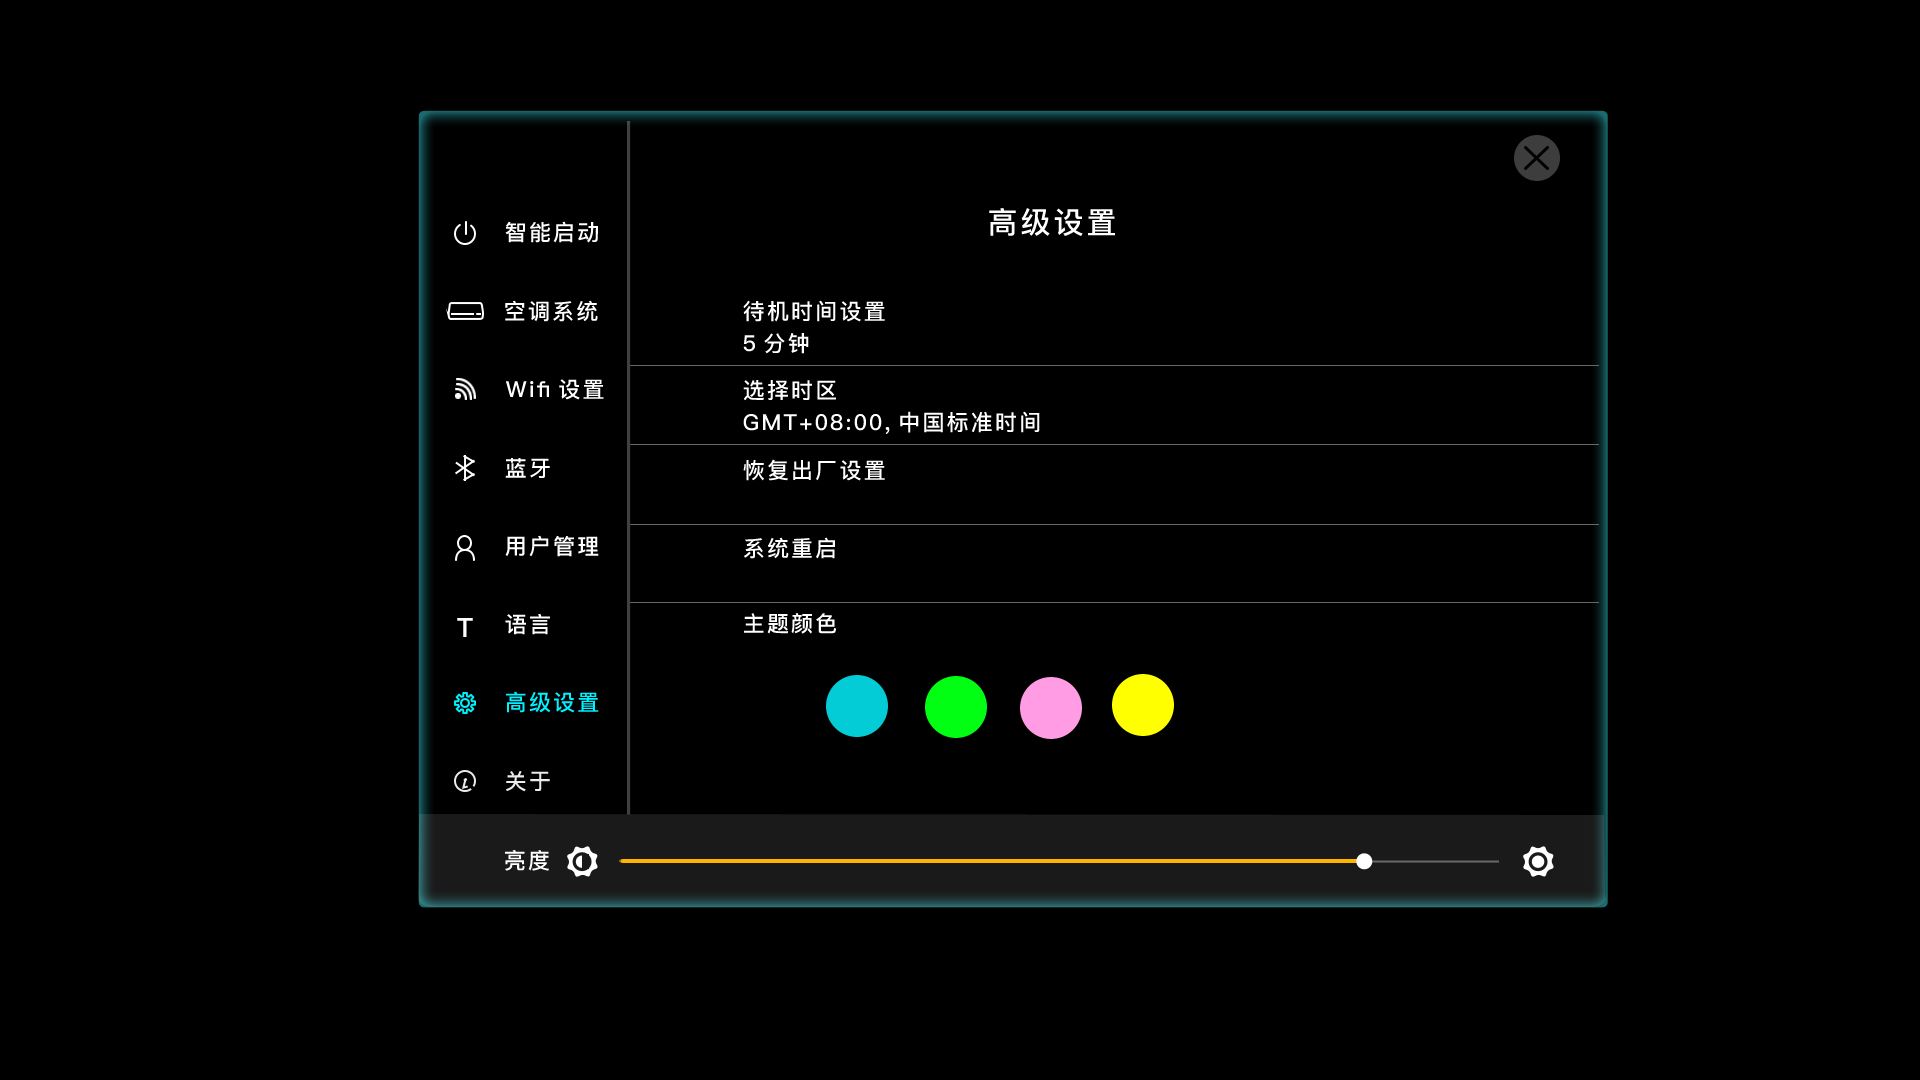 智能启动
空调系统
Wifi 设置
蓝牙
用户管理
T 语言
高级设置
关于
高级设置
待机时间设置
5 分钟
选择时区
GMT+08:00, 中国标准时间
恢复出厂设置
系统重启
主题颜色
亮度